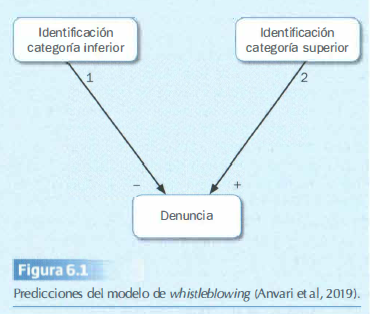 Identificación
categoría inferior
Identificación
categoría superior
1
2
–
+
Denuncia
Figura 6.1
Predicciones del modelo de whistleblowing (Anvari et al, 2019).